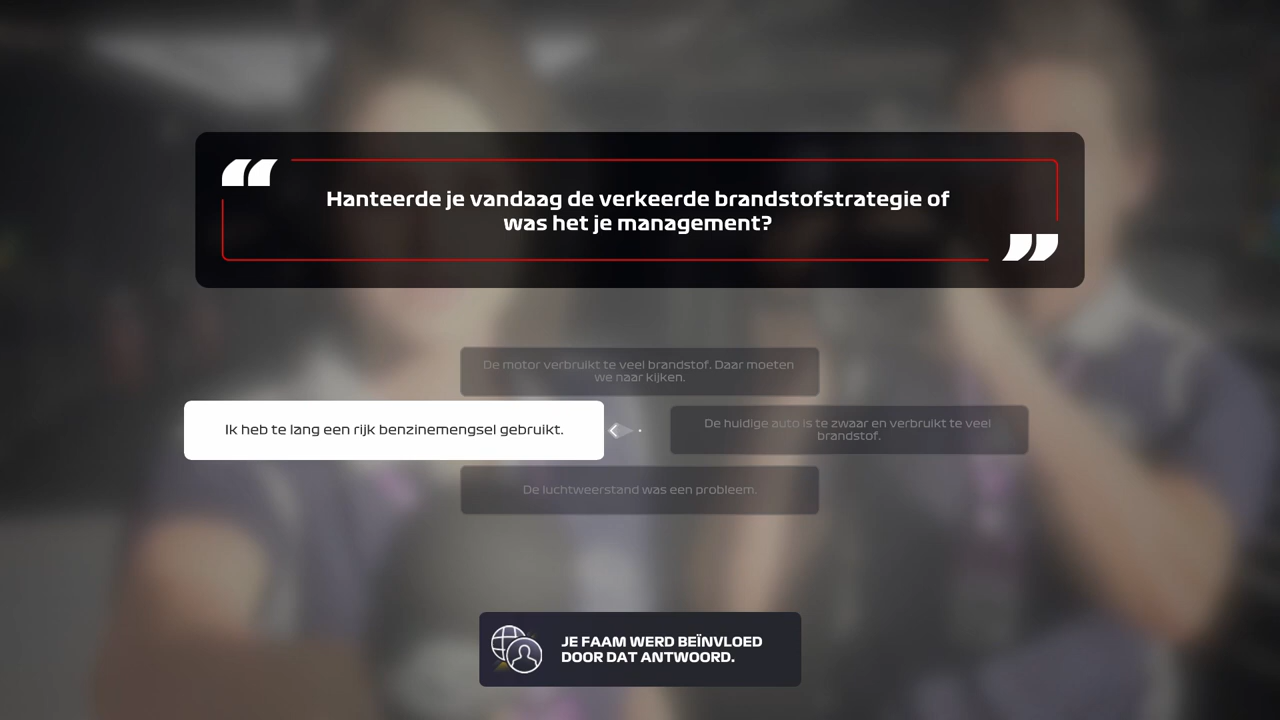 Hanteerde je vandaag de verkeerde brandstofstrategie of
was het je management?
De motor verbruikt te veel brandstof. Daar moeten
we naar kijken.
Ik heb te lang een rijk benzinemengsel gebruikt.
De huidige auto is te zwaar en verbruikt te veel
brandstof.
De luchtweerstand was een probleem.
JE FAAM WERD BEÏNVLOED
DOOR DAT ANTWOORD.